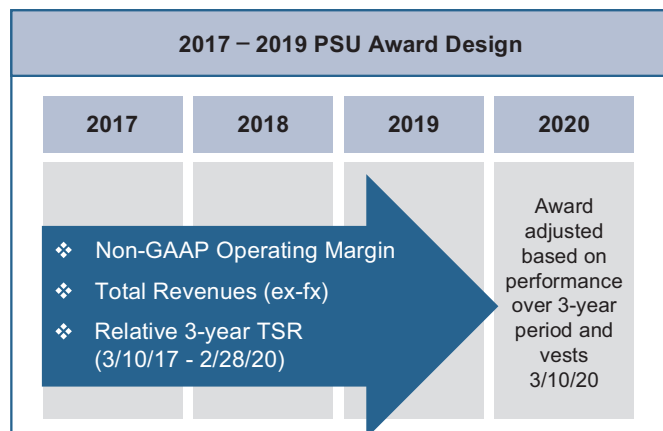 2017 – 2019 PSU Award Design
2017
2018
2019
2020
❖ Non-GAAP Operating Margin
❖ Total Revenues (ex-fx)
❖ Relative 3-year TSR
(3/10/17 - 2/28/20)
Award
adjusted
based on
performance
over 3-year
period and
vests
3/10/20